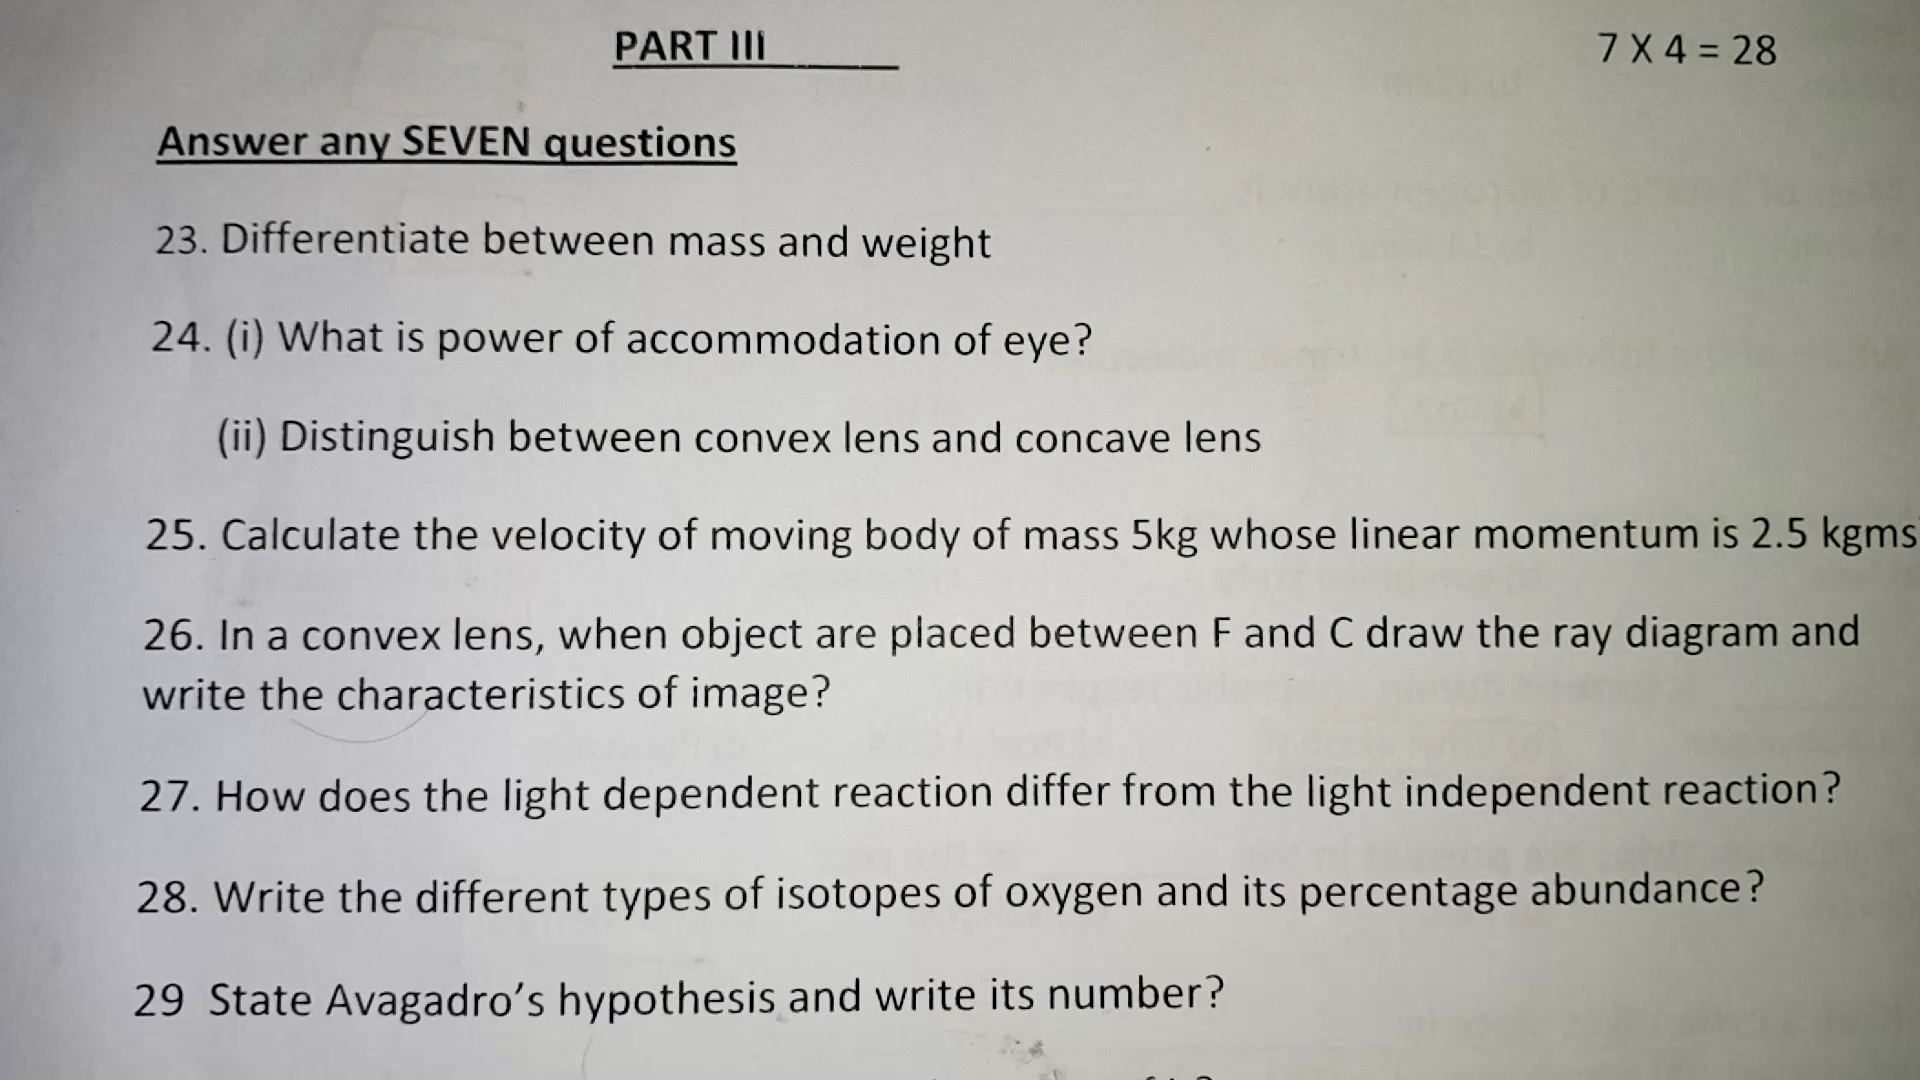 PART III
7 X 4 = 28
Answer any SEVEN questions
23. Differentiate between mass and weight
24. (i) What is power of accommodation of eye?
(ii) Distinguish between convex lens and concave lens
25. Calculate the velocity of moving body of mass 5kg whose linear momentum is 2.5 kgms
26. In a convex lens, when object are placed between F and C draw the ray diagram and
write the characteristics of image?
27. How does the light dependent reaction differ from the light independent reaction?
28. Write the different types of isotopes of oxygen and its percentage abundance?
29 State Avagadro's hypothesis and write its number?